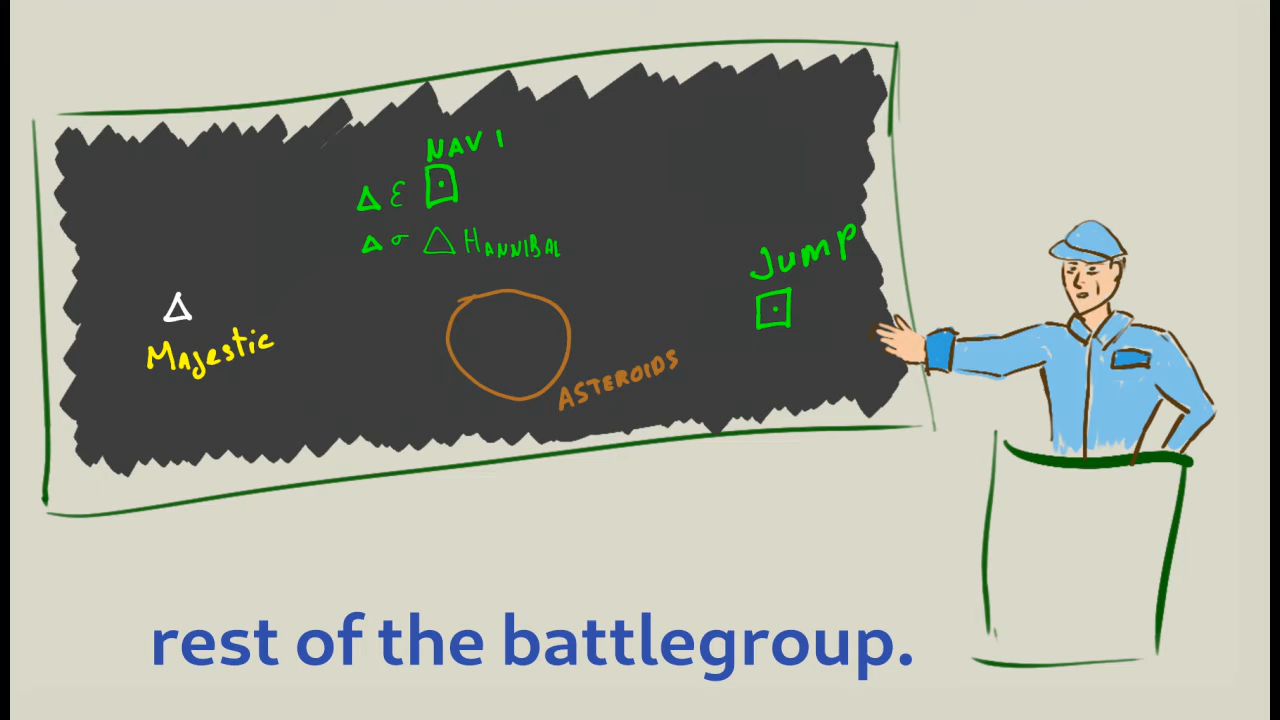 NAV 1
Δ ε
Δ σ Δ HANNIBAL
Jump
Δ
Majestic
ASTEROIDS
rest of the battlegroup.